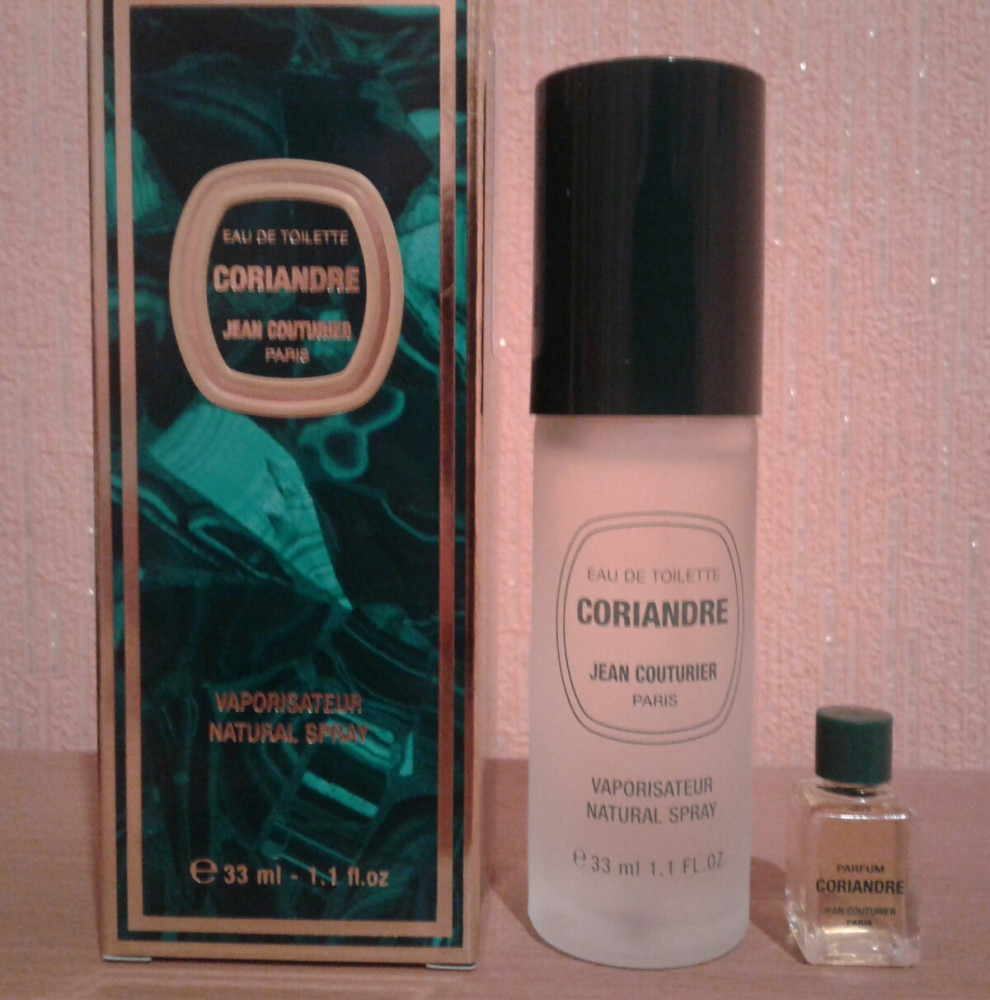 EAU DE TOILETTE
CORIANDRE
JEAN COUTURIER
PARIS
VAPORISATEUR
NATURAL SPRAY
e 33 ml - 1.1 fl.oz
EAU DE TOILETTE
CORIANDRE
JEAN COUTURIER
PARIS
VAPORISATEUR
NATURAL SPRAY
e 33 ml 1.1 FL.OZ
PARFUM
CORIANDRE
JEAN COUTURIER
PARIS